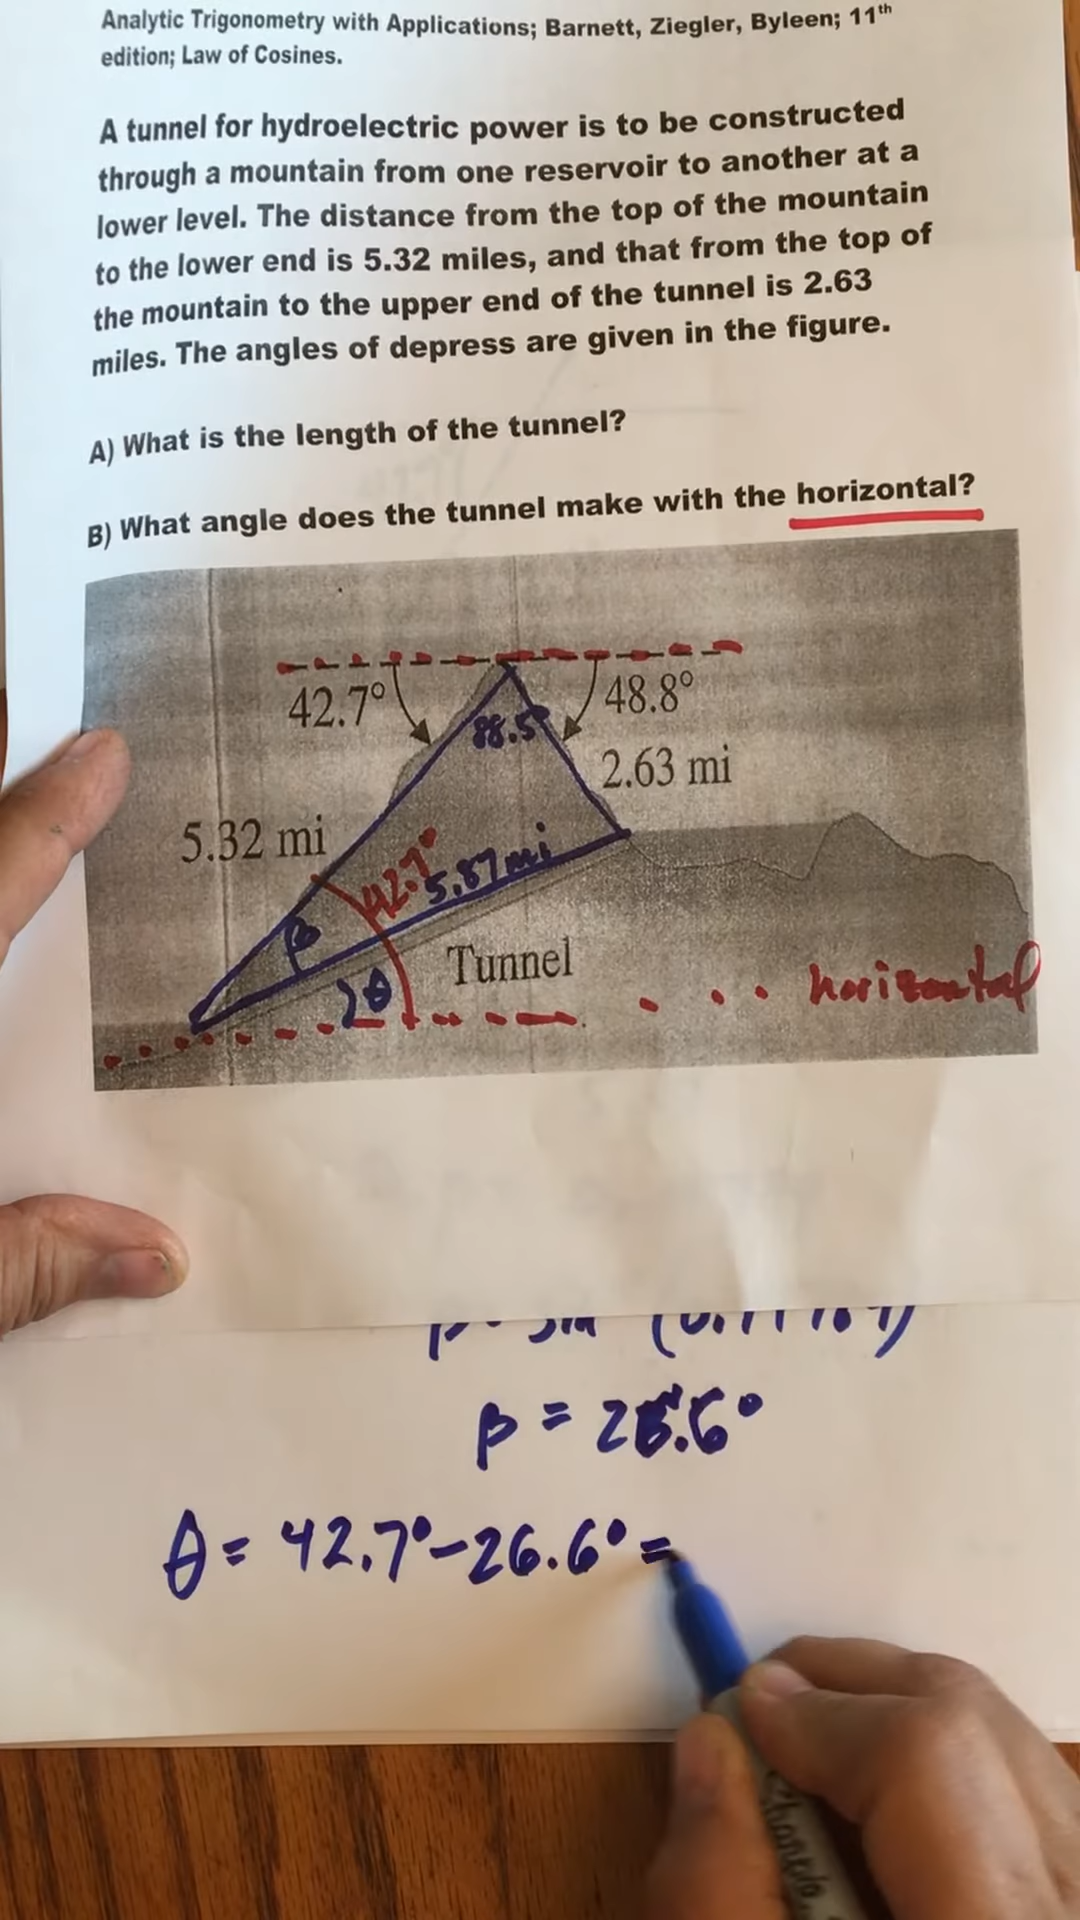 Analytic Trigonometry with Applications; Barnett, Ziegler, Byleen; 11th
edition; Law of Cosines.
A tunnel for hydroelectric power is to be constructed
through a mountain from one reservoir to another at a
lower level. The distance from the top of the mountain
to the lower end is 5.32 miles, and that from the top of
the mountain to the upper end of the tunnel is 2.63
miles. The angles of depress are given in the figure.
A) What is the length of the tunnel?
B) What angle does the tunnel make with the horizontal?
42.7° 48.8°
88.5°
2.63 mi
5.32 mi
42.7° 5.87mi
β
Tunnel
θ
horizontal
β = 26.6°
θ = 42.7° - 26.6° =